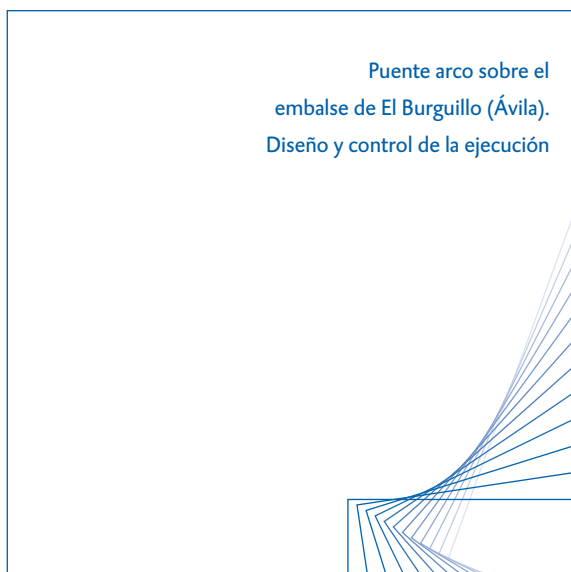 Puente arco sobre el
embalse de El Burguillo (Ávila).
Diseño y control de la ejecución